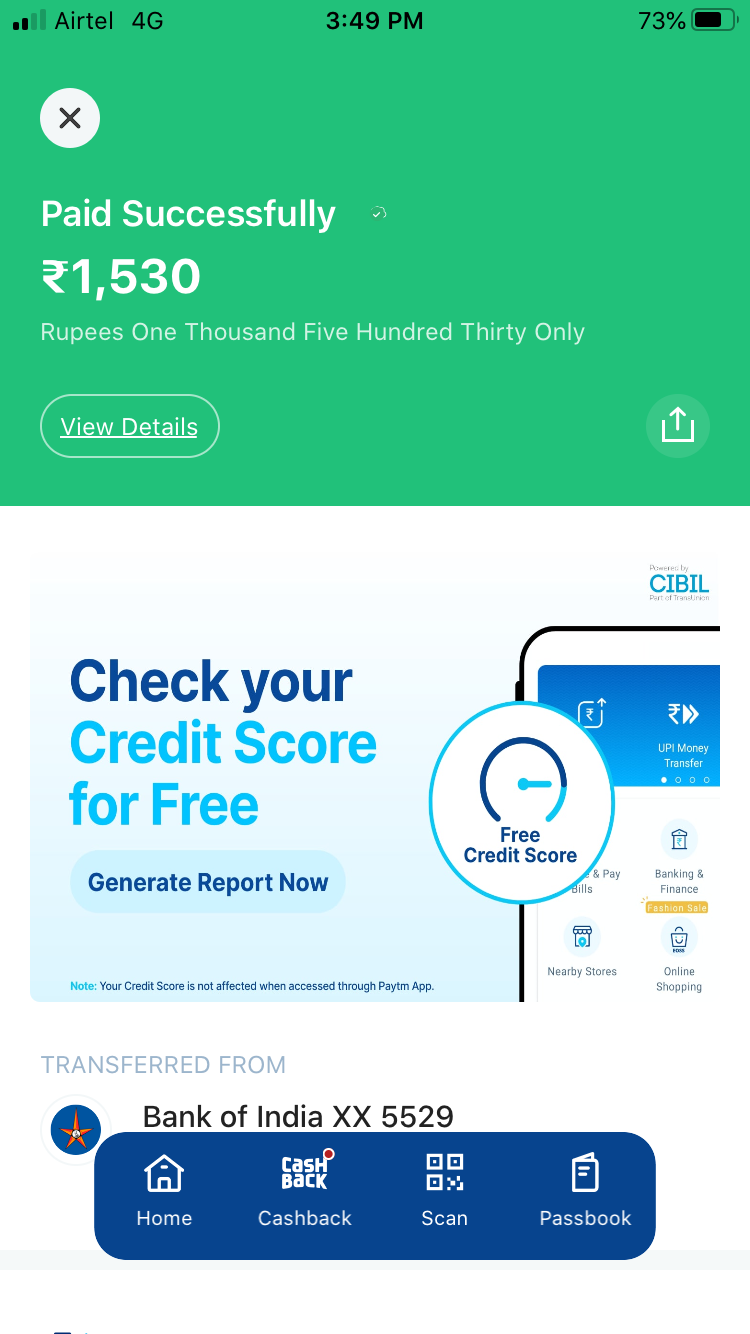 Airtel 4G 3:49 PM 73%
Paid Successfully
₹1,530
Rupees One Thousand Five Hundred Thirty Only
View Details
Powered by
CIBIL
Part of TransUnion
Check your
Credit Score
for Free
Generate Report Now
Note: Your Credit Score is not affected when accessed through Paytm App.
UPI Money
Transfer
Free
Credit Score
& Pay
Bills
Banking &
Finance
Fashion Sale
Nearby Stores
Online
Shopping
TRANSFERRED FROM
Bank of India XX 5529
Home
CASH
BACK
Cashback
Scan
Passbook